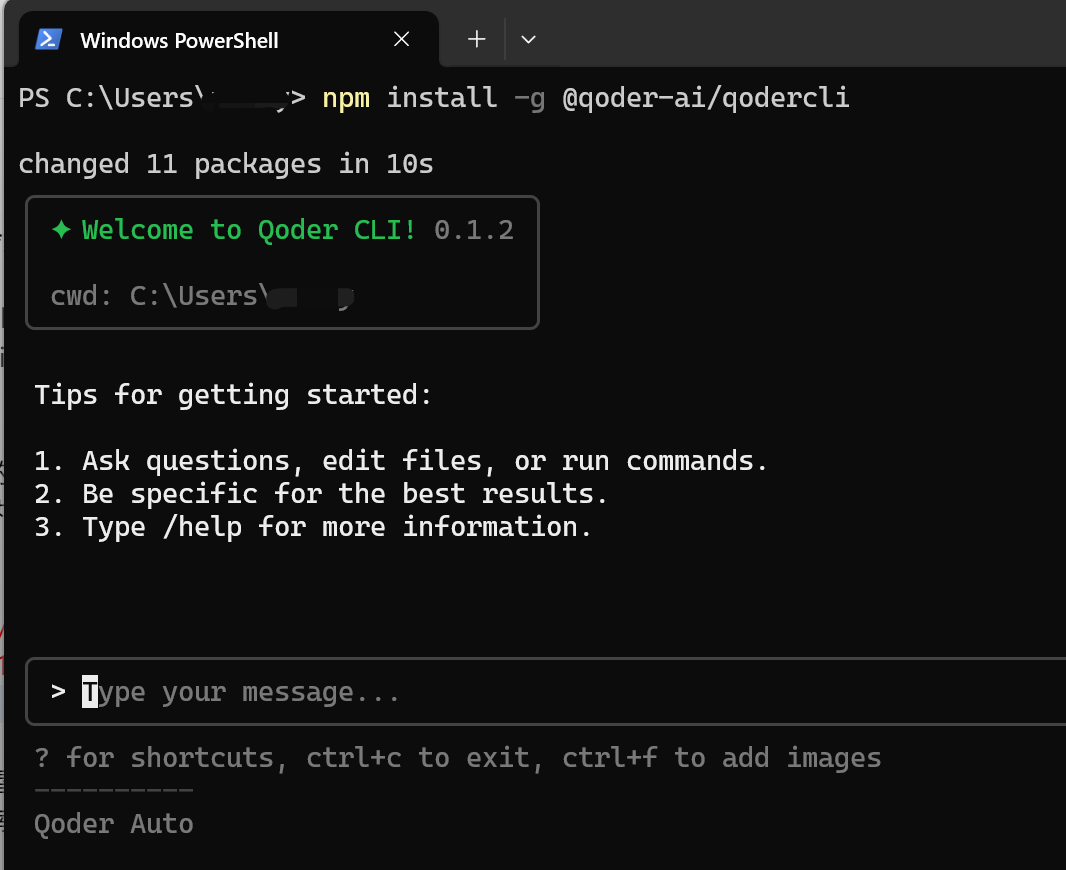 Windows PowerShell
PS C:\Users\ > npm install -g @qoder-ai/qodercli
changed 11 packages in 10s
✦ Welcome to Qoder CLI! 0.1.2
cwd: C:\Users\
Tips for getting started:
1. Ask questions, edit files, or run commands.
2. Be specific for the best results.
3. Type /help for more information.
> Type your message...
? for shortcuts, ctrl+c to exit, ctrl+f to add images
----------
Qoder Auto